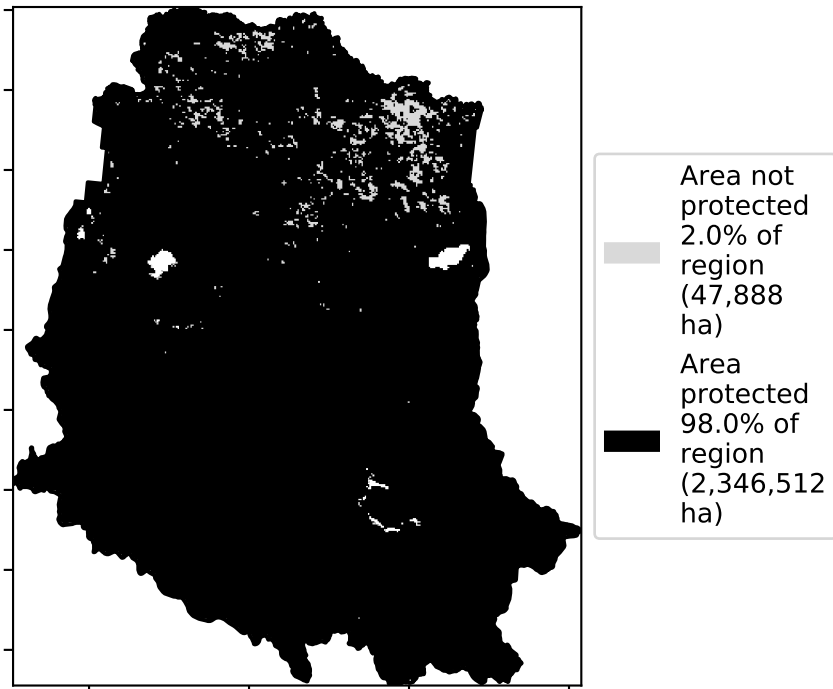 Area not
protected
2.0% of
region
(47,888
ha)
Area
protected
98.0% of
region
(2,346,512
ha)